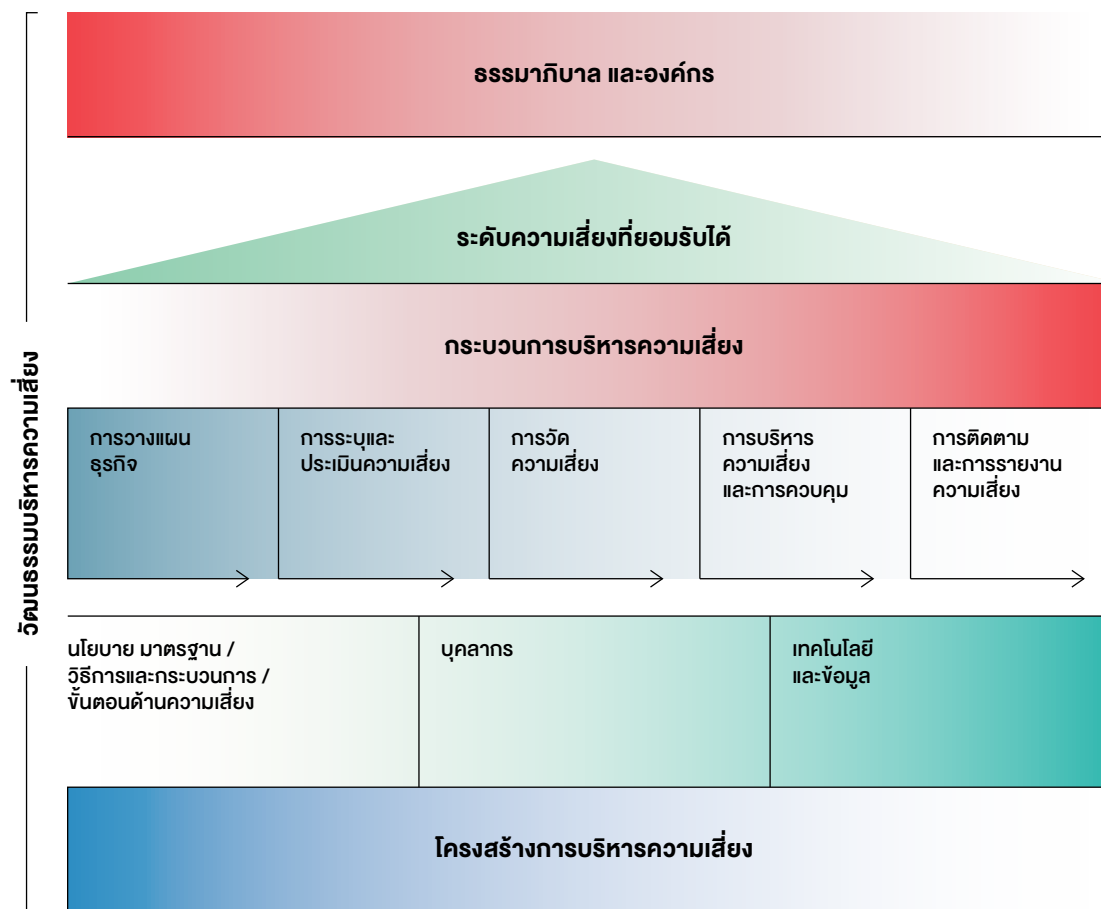 ธรรมาภิบาล และองค์กร
ระดับความเสี่ยงที่ยอมรับได้
กระบวนการบริหารความเสี่ยง
การวางแผน
ธุรกิจ
การระบุและ
ประเมินความเสี่ยง
การวัด
ความเสี่ยง
การบริหาร
ความเสี่ยง
และการควบคุม
การติดตาม
และการรายงาน
ความเสี่ยง
นโยบาย มาตรฐาน /
วิธีการและกระบวนการ /
ขั้นตอนด้านความเสี่ยง
บุคลากร
เทคโนโลยี
และข้อมูล
โครงสร้างการบริหารความเสี่ยง
วัฒนธรรมบริหารความเสี่ยง